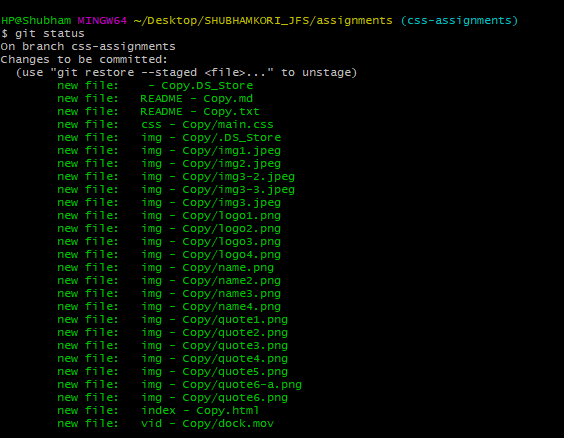 HP@Shubham MINGW64 ~/Desktop/SHUBHAMKORI_JFS/assignments (css-assignments)
$ git status
On branch css-assignments
Changes to be committed:
  (use "git restore --staged <file>..." to unstage)
        new file:    - Copy.DS_Store
        new file:   README - Copy.md
        new file:   README - Copy.txt
        new file:   css - Copy/main.css
        new file:   img - Copy/.DS_Store
        new file:   img - Copy/img1.jpeg
        new file:   img - Copy/img2.jpeg
        new file:   img - Copy/img3-2.jpeg
        new file:   img - Copy/img3-3.jpeg
        new file:   img - Copy/img3.jpeg
        new file:   img - Copy/logo1.png
        new file:   img - Copy/logo2.png
        new file:   img - Copy/logo3.png
        new file:   img - Copy/logo4.png
        new file:   img - Copy/name.png
        new file:   img - Copy/name2.png
        new file:   img - Copy/name3.png
        new file:   img - Copy/name4.png
        new file:   img - Copy/quote1.png
        new file:   img - Copy/quote2.png
        new file:   img - Copy/quote3.png
        new file:   img - Copy/quote4.png
        new file:   img - Copy/quote5.png
        new file:   img - Copy/quote6-a.png
        new file:   img - Copy/quote6.png
        new file:   index - Copy.html
        new file:   vid - Copy/dock.mov